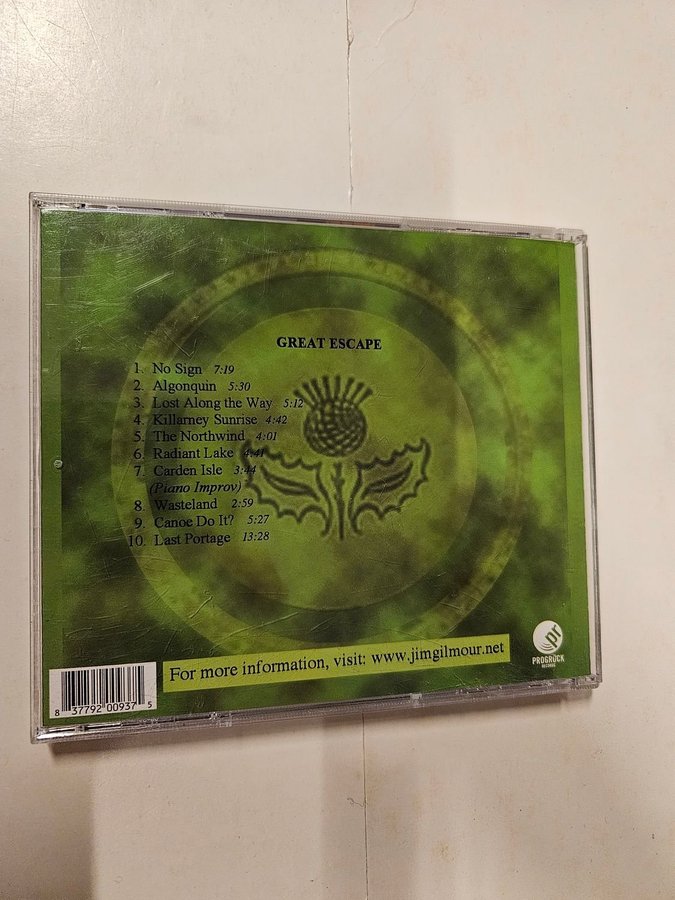 GREAT ESCAPE
1. No Sign 7:19
2. Algonquin 5:30
3. Lost Along the Way 5:12
4. Killarney Sunrise 4:42
5. The Northwind 4:01
6. Radiant Lake 4:41
7. Carden Isle 3:44
(Piano Improv)
8. Wasteland 2:59
9. Canoe Do It? 5:27
10. Last Portage 13:28
For more information, visit: www.jimgilmour.net
8 37792 00937 5
pr
PROGROCK
RECORDS